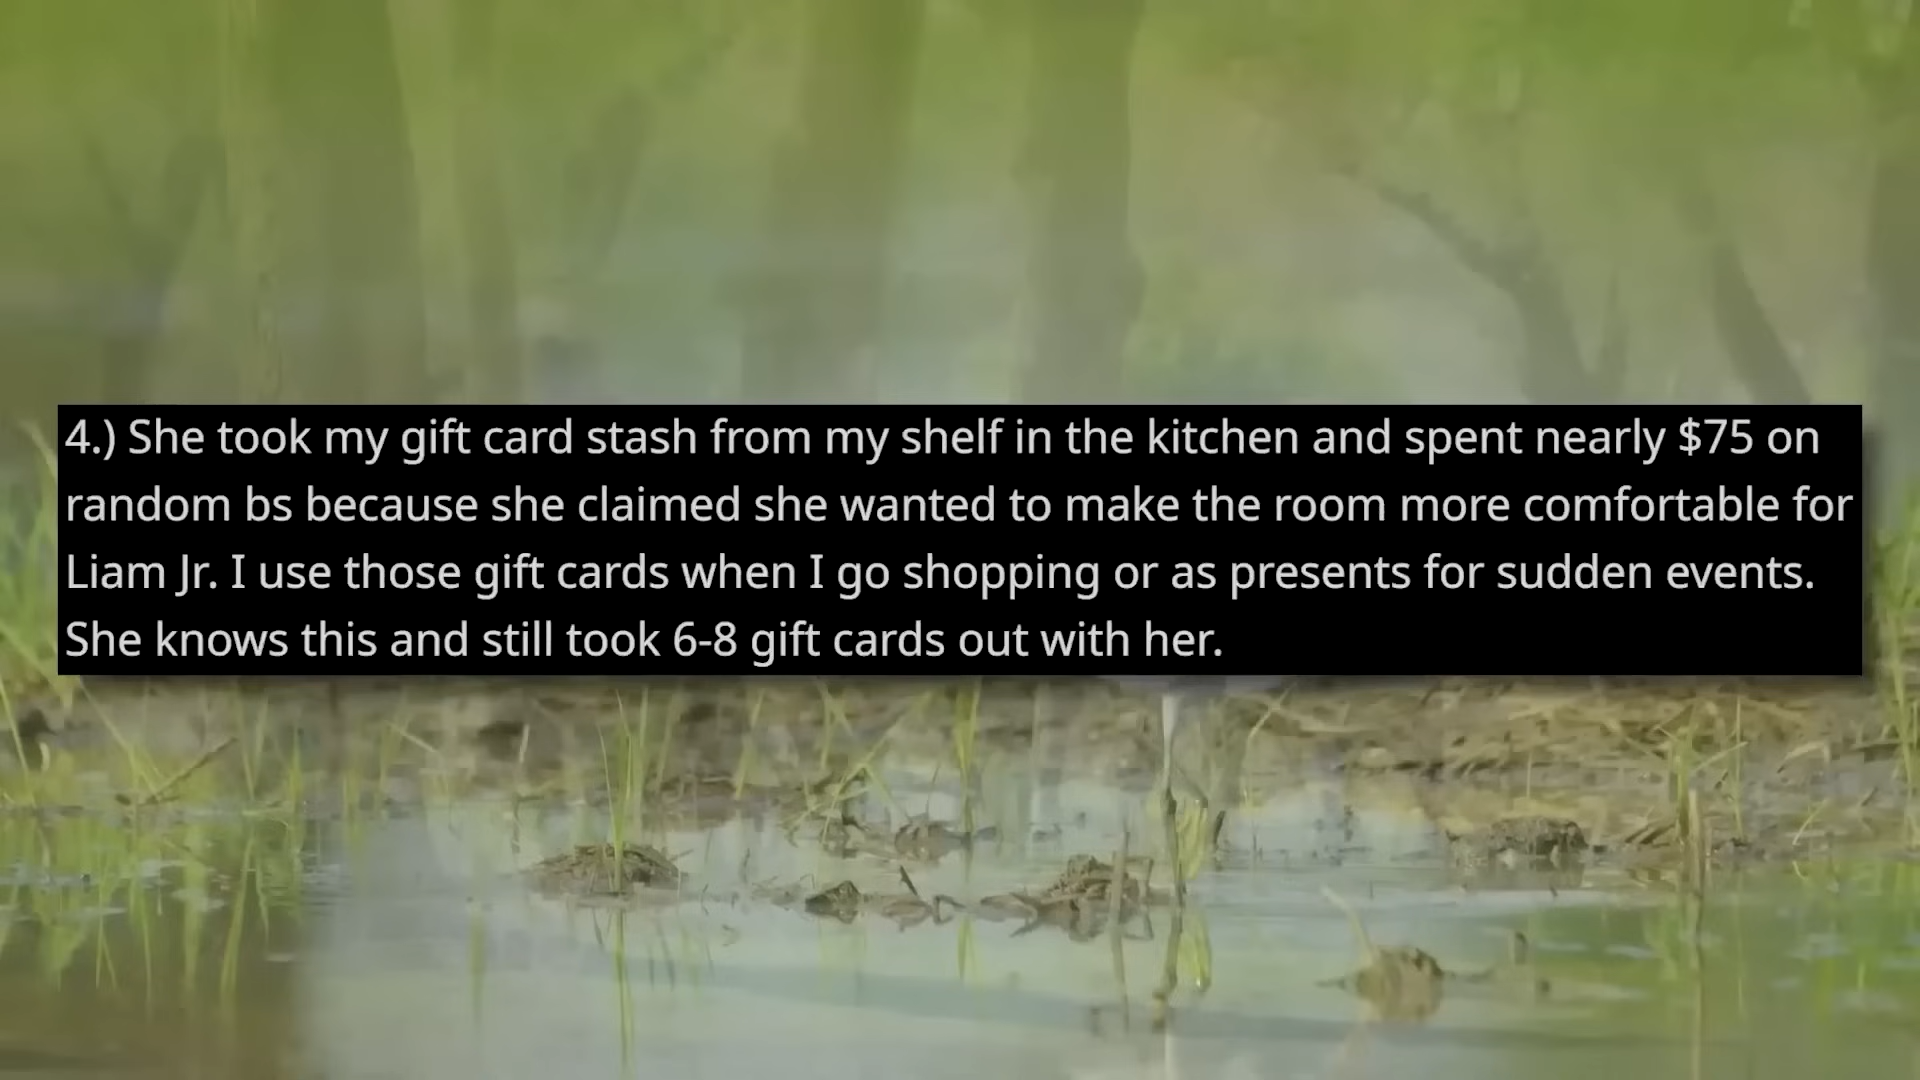 4.) She took my gift card stash from my shelf in the kitchen and spent nearly $75 on
random bs because she claimed she wanted to make the room more comfortable for
Liam Jr. I use those gift cards when I go shopping or as presents for sudden events.
She knows this and still took 6-8 gift cards out with her.